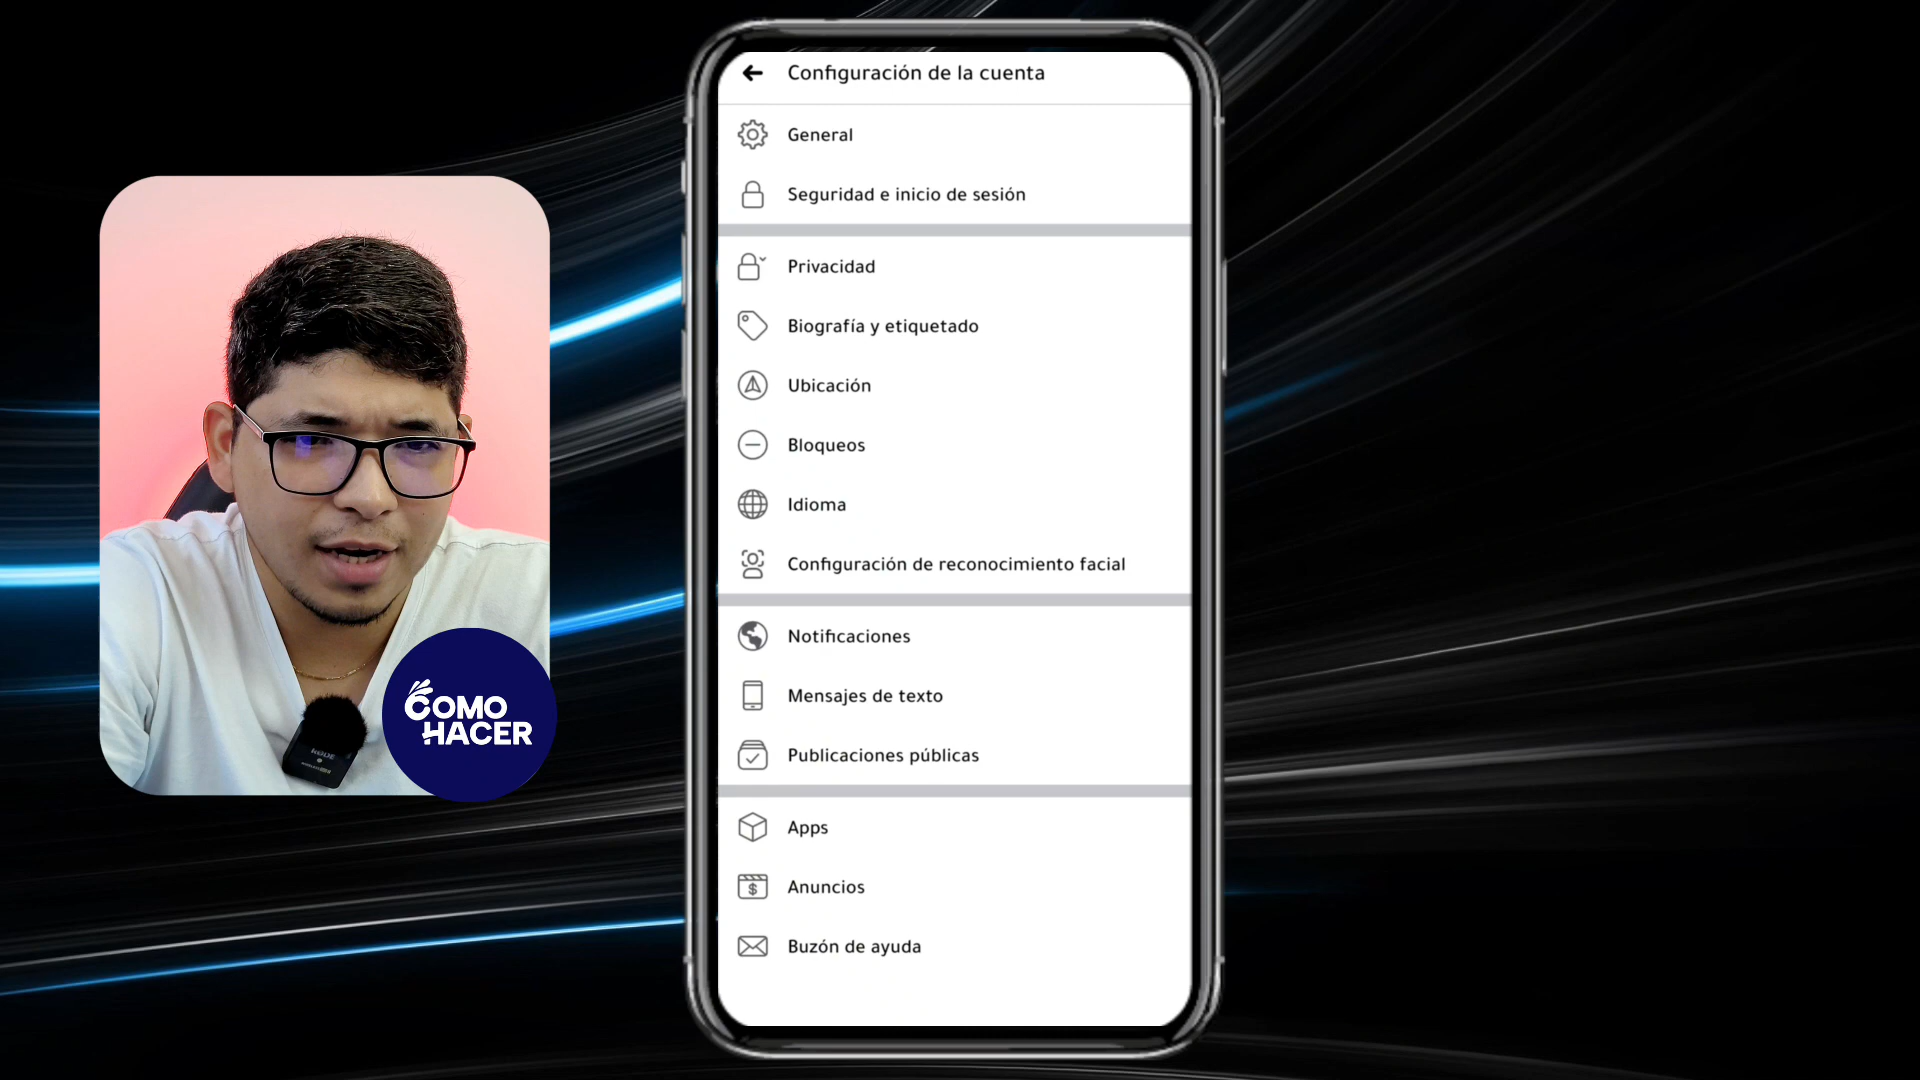 Configuración de la cuenta
General
Seguridad e inicio de sesión
Privacidad
Biografía y etiquetado
Ubicación
Bloqueos
Idioma
Configuración de reconocimiento facial
Notificaciones
Mensajes de texto
Publicaciones públicas
Apps
Anuncios
Buzón de ayuda
COMO
HACER